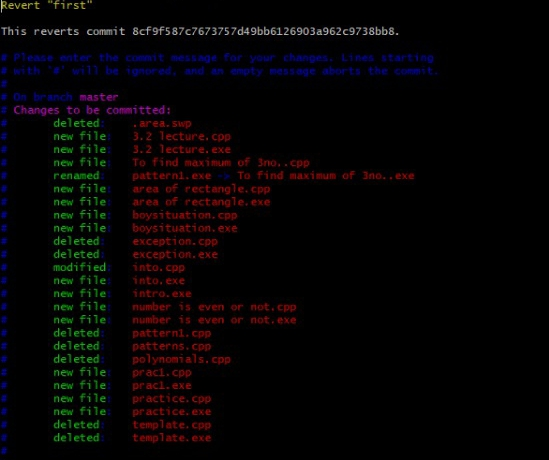 Revert "first"
This reverts commit 8cf9f587c7673757d49bb6126903a962c9738bb8.
# Please enter the commit message for your changes. Lines starting
# with '#' will be ignored, and an empty message aborts the commit.
#
# On branch master
# Changes to be committed:
# deleted: .area.swp
# new file: 3.2 lecture.cpp
# new file: 3.2 lecture.exe
# new file: To find maximum of 3no..cpp
# renamed: pattern1.exe -> To find maximum of 3no..exe
# new file: area of rectangle.cpp
# new file: area of rectangle.exe
# new file: boysituation.cpp
# new file: boysituation.exe
# deleted: exception.cpp
# deleted: exception.exe
# modified: into.cpp
# new file: into.exe
# new file: intro.exe
# new file: number is even or not.cpp
# new file: number is even or not.exe
# deleted: pattern1.cpp
# deleted: patterns.cpp
# deleted: polynomials.cpp
# new file: prac1.cpp
# new file: prac1.exe
# new file: practice.cpp
# new file: practice.exe
# deleted: template.cpp
# deleted: template.exe
#